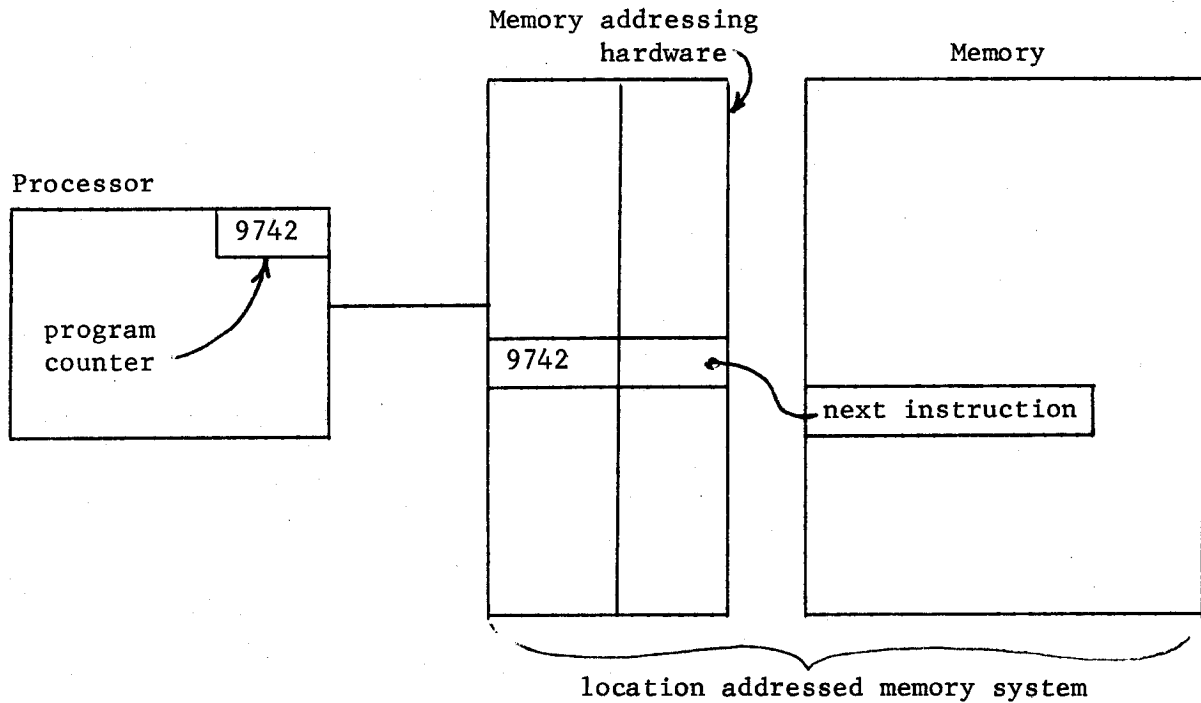 Memory addressing
hardware
Memory
Processor
9742
program
counter
9742
next instruction
location addressed memory system